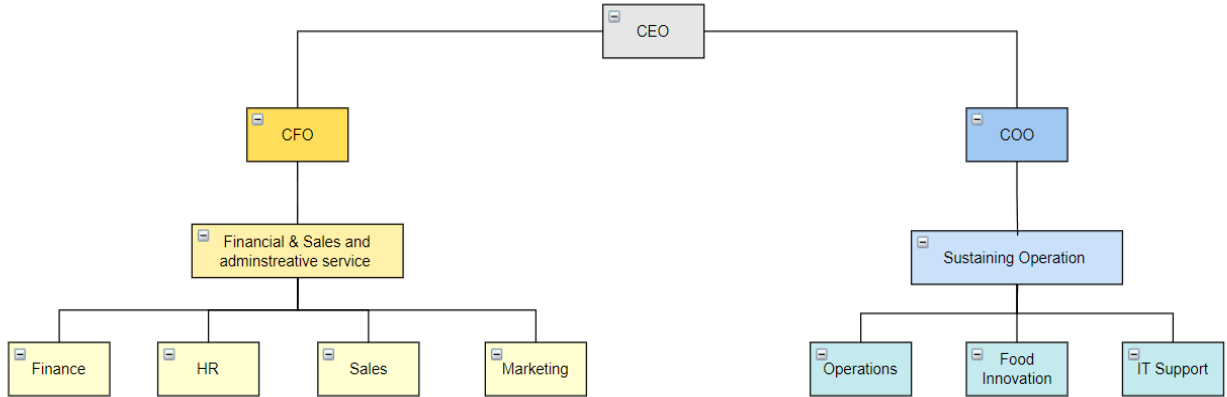 CEO
CFO
COO
Financial & Sales and
adminstreative service
Sustaining Operation
Finance
HR
Sales
Marketing
Operations
Food
Innovation
IT Support